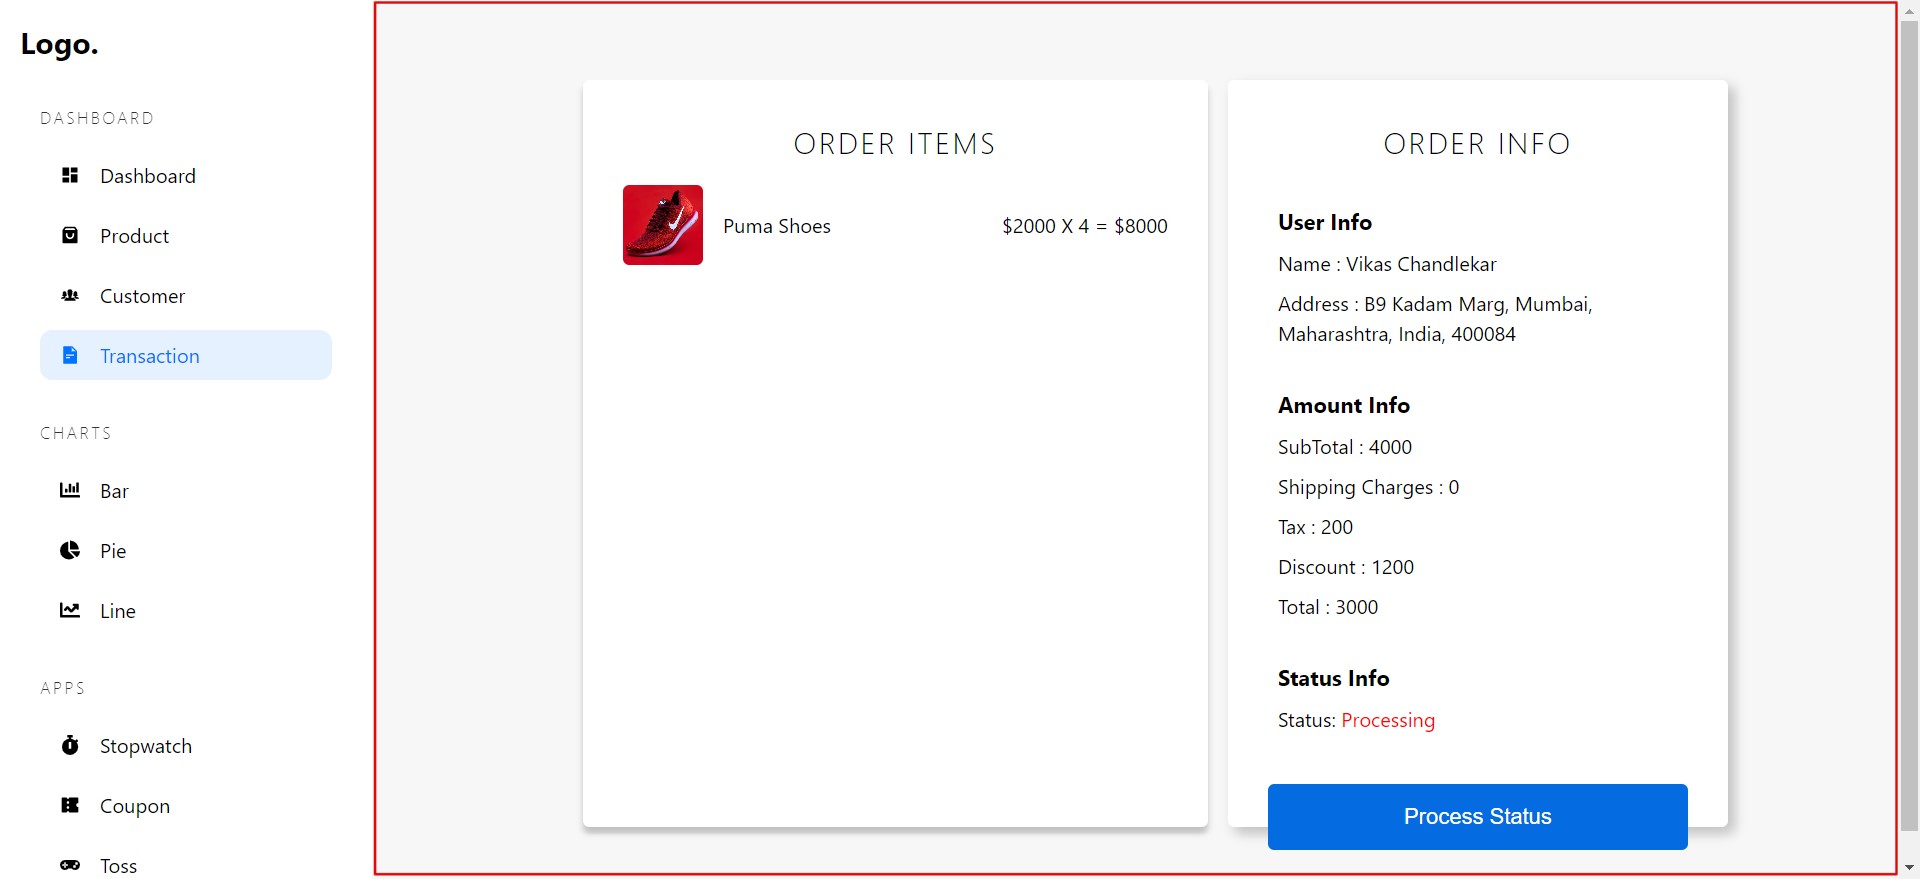 Logo.
DASHBOARD
Dashboard
Product
Customer
Transaction
CHARTS
Bar
Pie
Line
APPS
Stopwatch
Coupon
Toss
ORDER ITEMS
Puma Shoes
$2000 X 4 = $8000
ORDER INFO
User Info
Name : Vikas Chandlekar
Address : B9 Kadam Marg, Mumbai,
Maharashtra, India, 400084
Amount Info
SubTotal : 4000
Shipping Charges : 0
Tax : 200
Discount : 1200
Total : 3000
Status Info
Status: Processing
Process Status